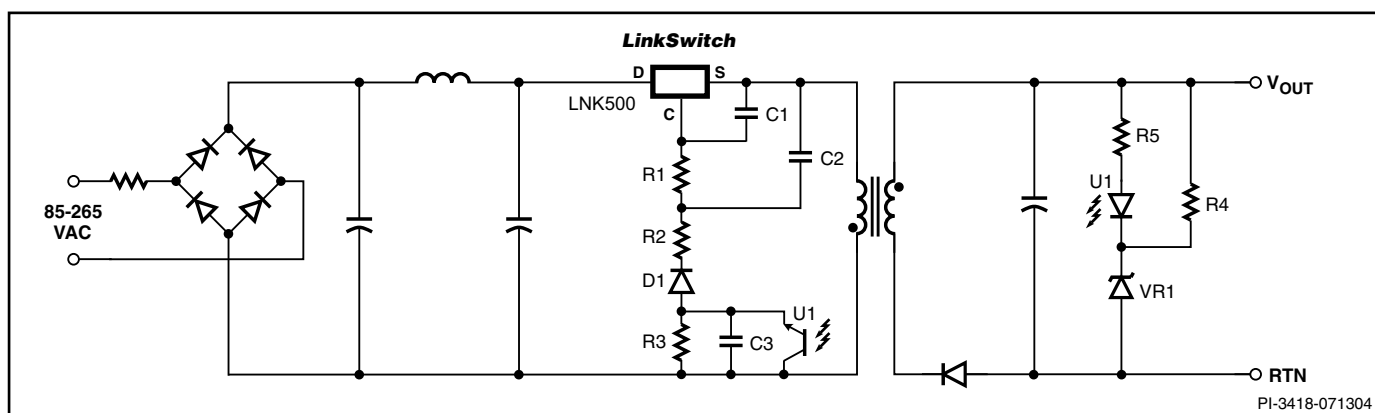 LinkSwitch
D
S
LNK500
C
C1
C2
R1
R2
D1
R3
C3
U1
85-265
VAC
VOUT
R5
U1
R4
VR1
RTN
PI-3418-071304